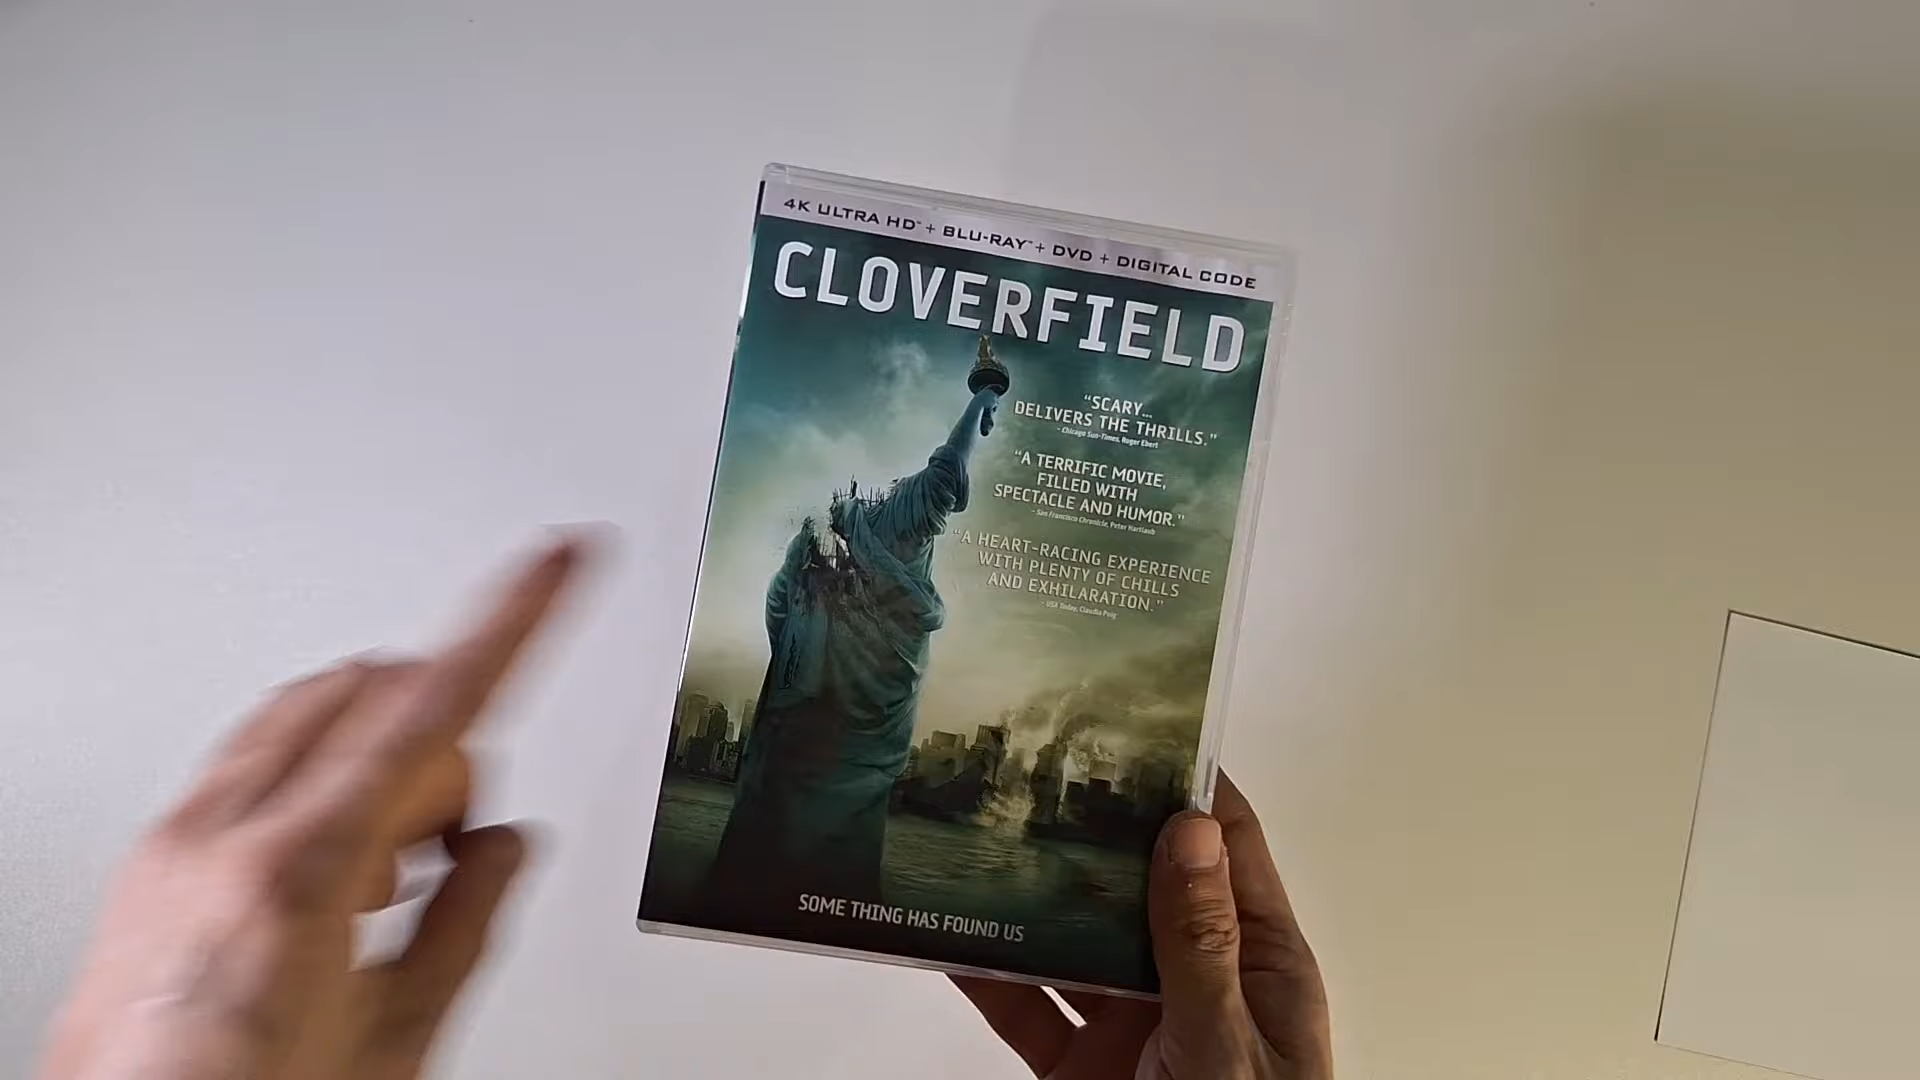 4K ULTRA HD™ + BLU-RAY™ + DVD + DIGITAL CODE
CLOVERFIELD
“SCARY...
DELIVERS THE THRILLS.”
- Chicago Sun-Times, Roger Ebert
“A TERRIFIC MOVIE,
FILLED WITH
SPECTACLE AND HUMOR.”
- San Francisco Chronicle, Peter Hartlaub
“A HEART-RACING EXPERIENCE
WITH PLENTY OF CHILLS
AND EXHILARATION.”
- USA Today, Claudia Puig
SOME THING HAS FOUND US